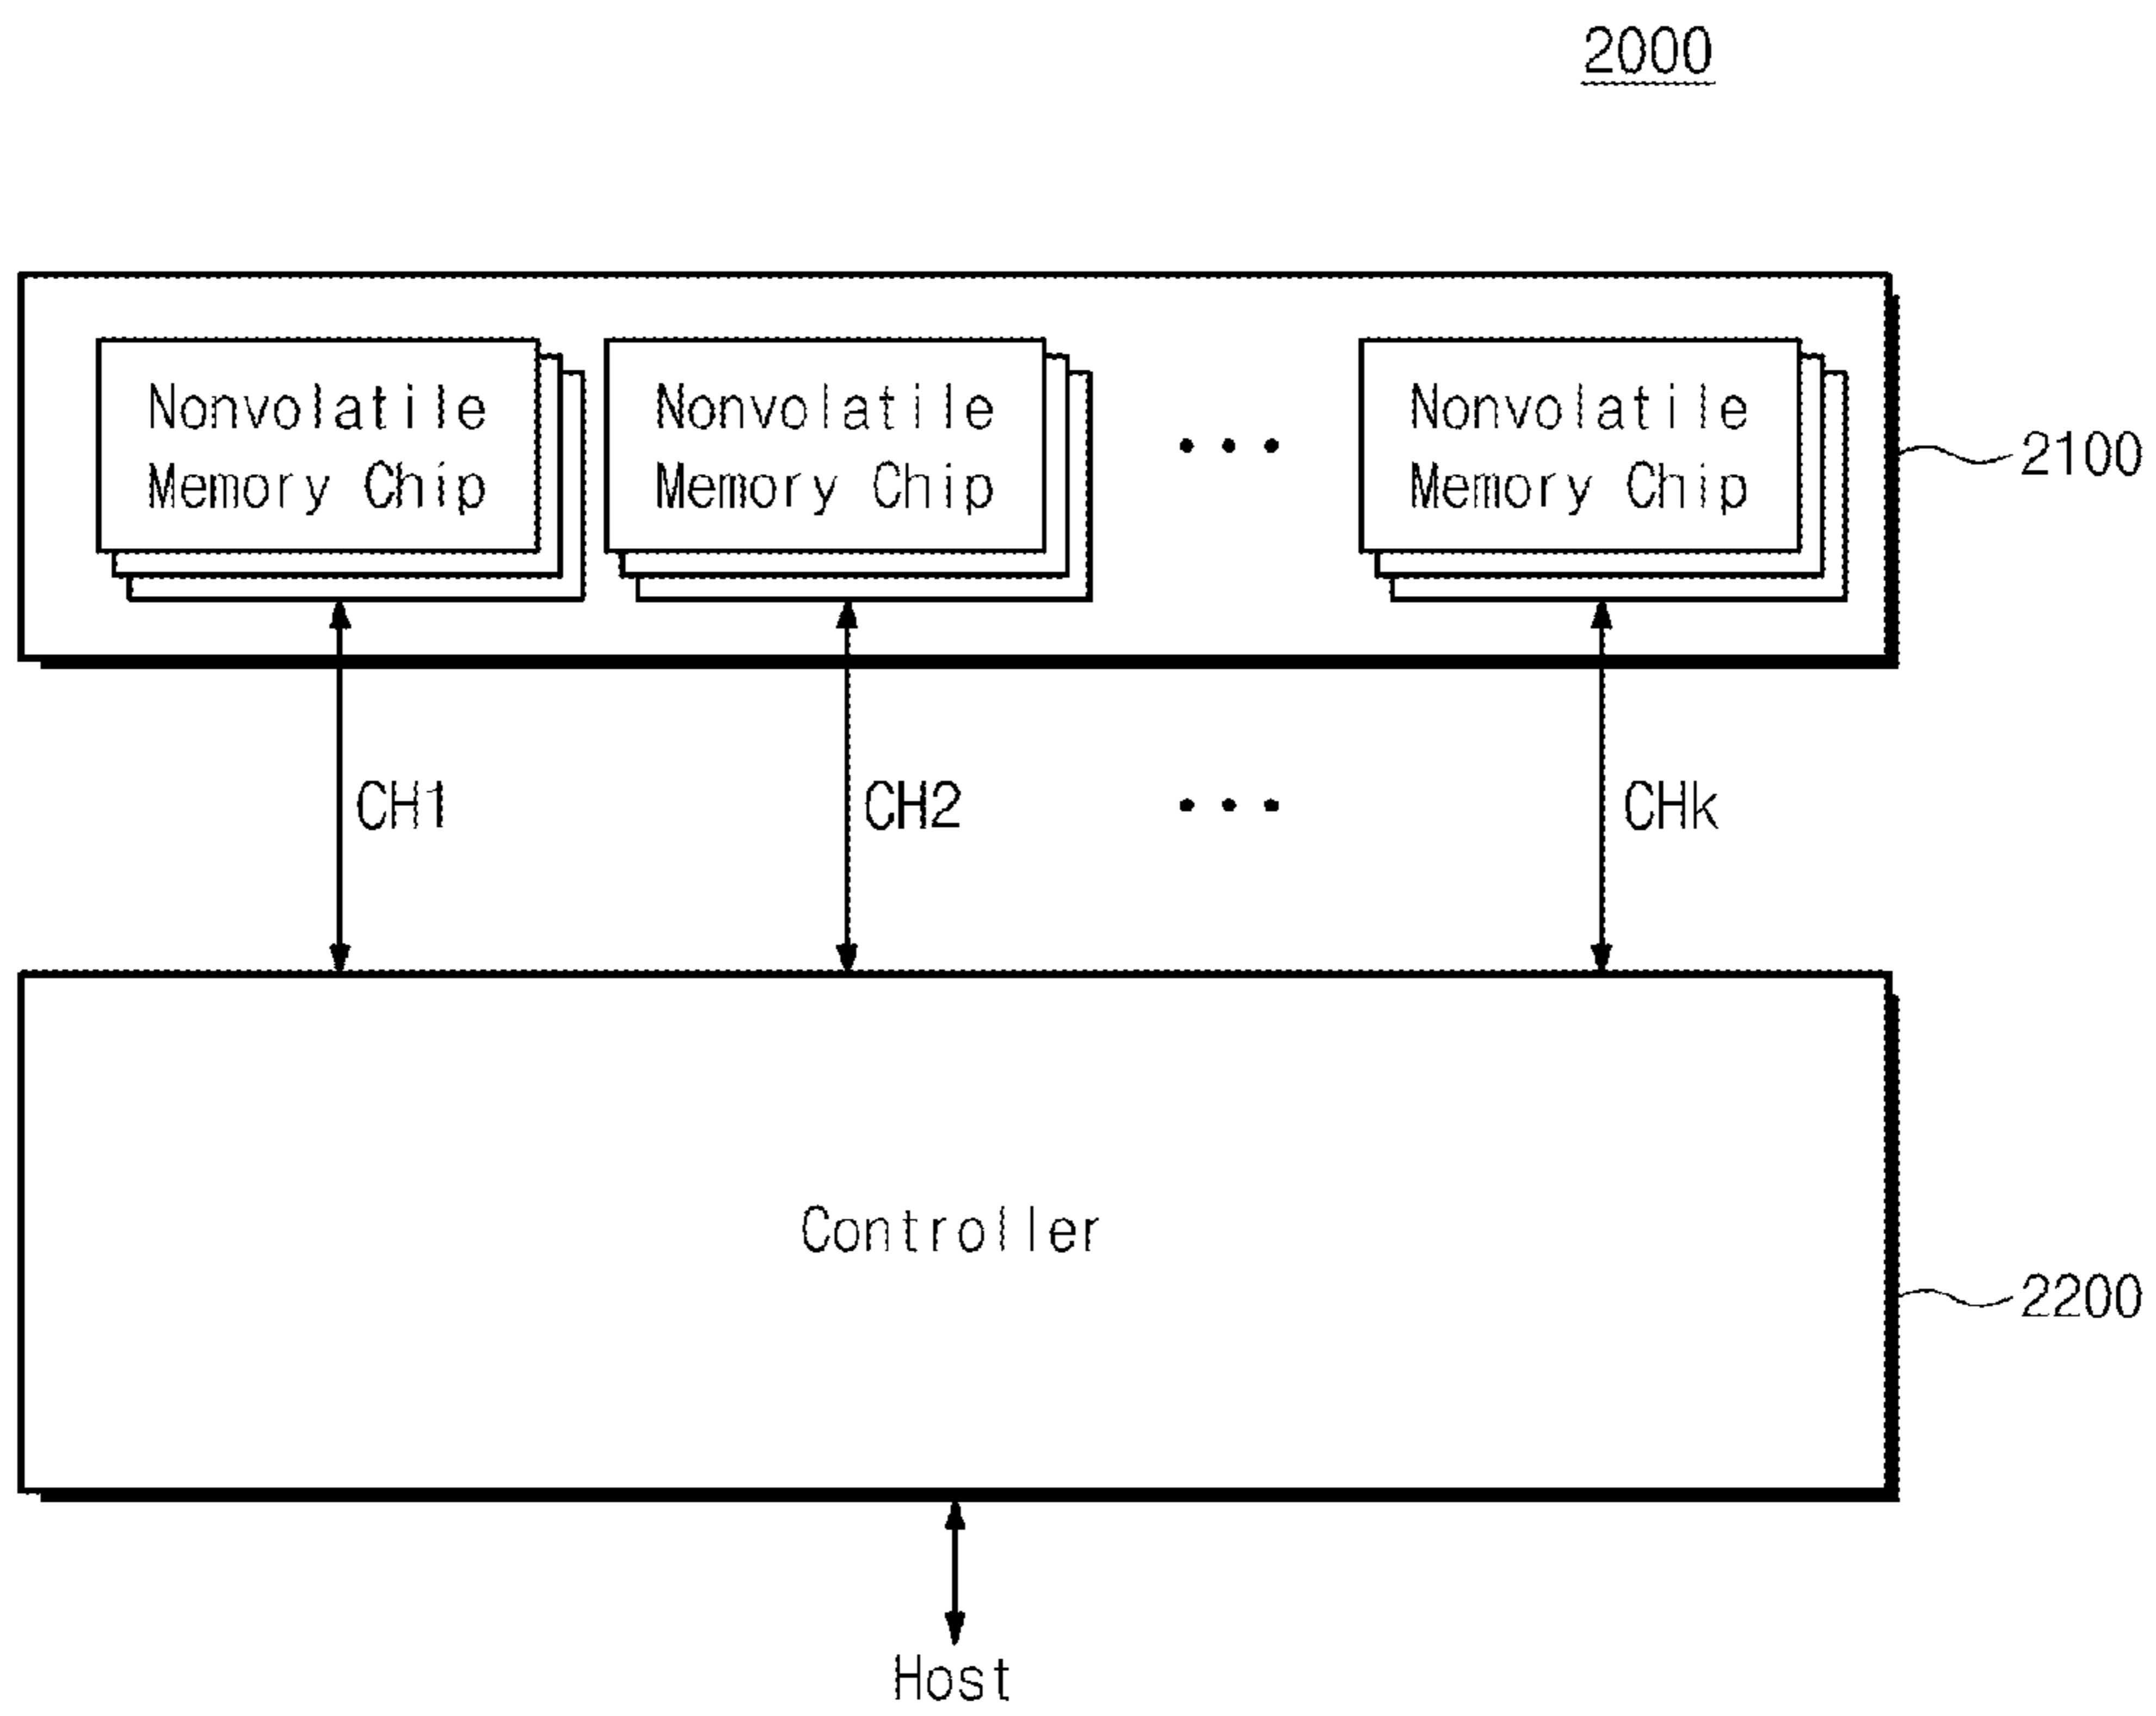 2000
Nonvolatile
Memory Chip
Nonvolatile
Memory Chip
...
Nonvolatile
Memory Chip
2100
CH1
CH2
...
CHk
Controller
2200
Host